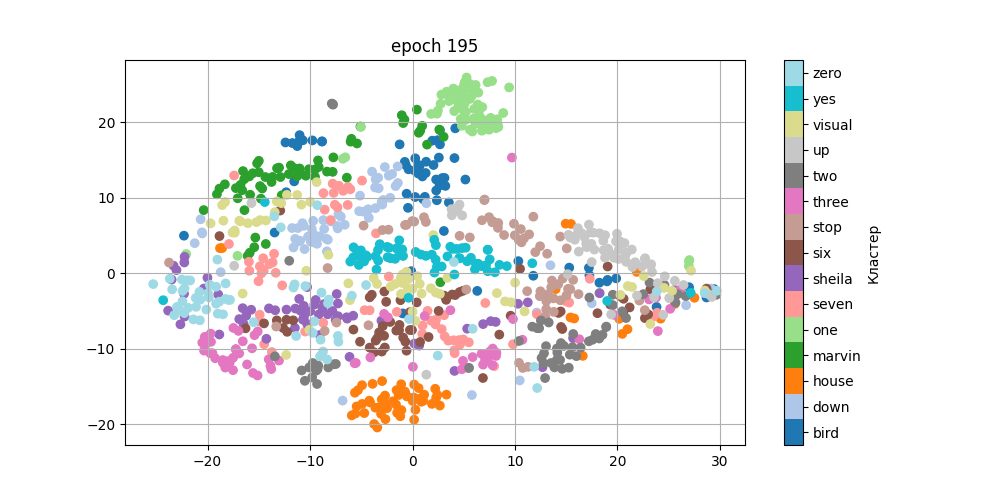 epoch 195
20
10
0
−10
−20
−20
−10
0
10
20
30
zero
yes
visual
up
two
three
stop
six
sheila
seven
one
marvin
house
down
bird
Кластер